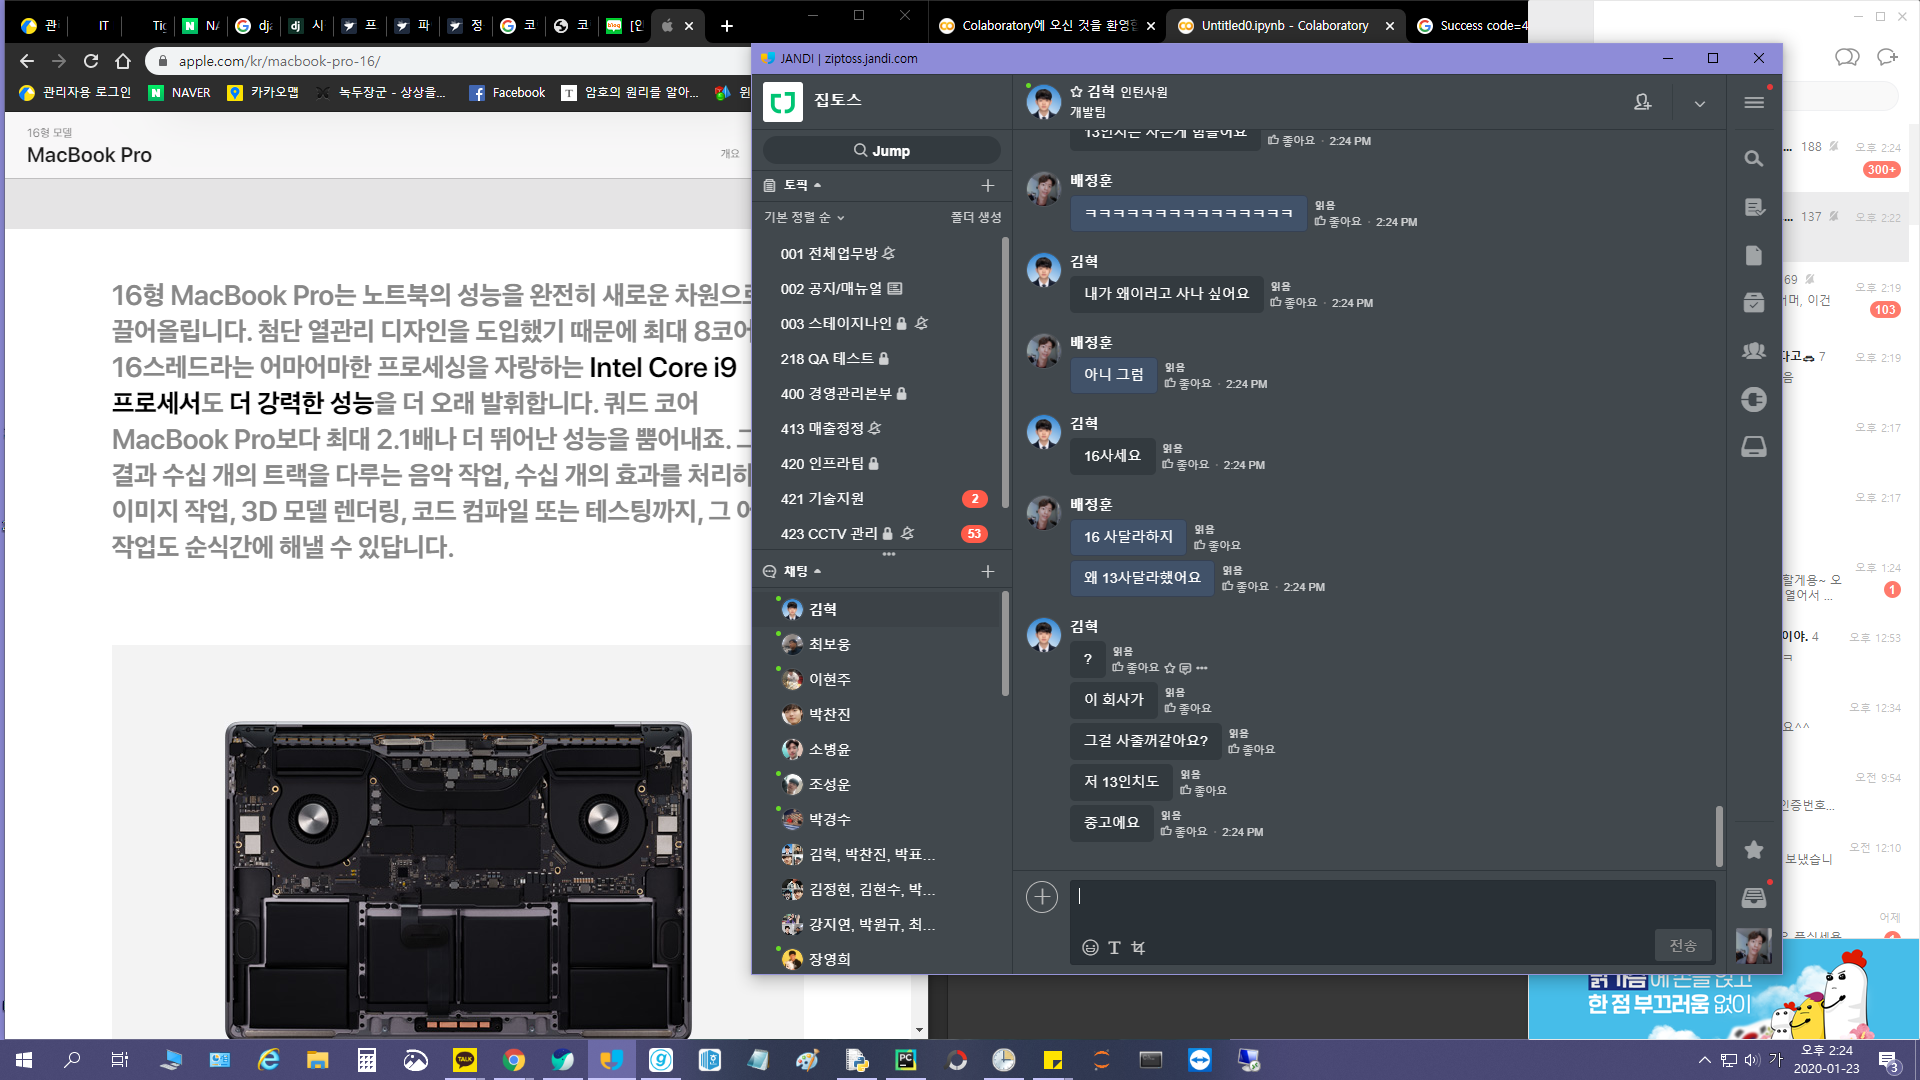 관리
IT
Tig
NA
dja
시
프
파
정
코
코
[인
Colaboratory에 오신 것을 환영합
Untitled0.ipynb - Colaboratory
Success code=4
apple.com/kr/macbook-pro-16/
관리자용 로그인
NAVER
카카오맵
녹두장군 - 상상을...
Facebook
암호의 원리를 알아...
윈
16형 모델
MacBook Pro
개요
16형 MacBook Pro는 노트북의 성능을 완전히 새로운 차원으로
끌어올립니다. 첨단 열관리 디자인을 도입했기 때문에 최대 8코어
16스레드라는 어마어마한 프로세싱을 자랑하는 Intel Core i9
프로세서도 더 강력한 성능을 더 오래 발휘합니다. 쿼드 코어
MacBook Pro보다 최대 2.1배나 더 뛰어난 성능을 뿜어내죠. 그
결과 수십 개의 트랙을 다루는 음악 작업, 수십 개의 효과를 처리하
이미지 작업, 3D 모델 렌더링, 코드 컴파일 또는 테스팅까지, 그 어
작업도 순식간에 해낼 수 있답니다.
JANDI | ziptoss.jandi.com
집토스
Jump
토픽
기본 정렬 순
폴더 생성
001 전체업무방
002 공지/매뉴얼
003 스테이지나인
218 QA 테스트
400 경영관리본부
413 매출정정
420 인프라팀
421 기술지원 2
423 CCTV 관리 53
채팅
김혁
최보웅
이현주
박찬진
소병윤
조성운
박경수
김혁, 박찬진, 박표...
김정현, 김현수, 박...
강지연, 박원규, 최...
장영희
김혁 인턴사원
개발팀
13인치는 사는게 힘들어요
좋아요 · 2:24 PM
배정훈
ㅋㅋㅋㅋㅋㅋㅋㅋㅋㅋㅋㅋㅋㅋㅋ
읽음
좋아요 · 2:24 PM
김혁
내가 왜이러고 사나 싶어요
읽음
좋아요 · 2:24 PM
배정훈
아니 그럼
읽음
좋아요 · 2:24 PM
김혁
16사세요
읽음
좋아요 · 2:24 PM
배정훈
16 사달라하지
읽음
좋아요
왜 13사달라했어요
읽음
좋아요 · 2:24 PM
김혁
?
읽음
좋아요
이 회사가
읽음
좋아요
그걸 사줄꺼같아요?
읽음
좋아요
저 13인치도
읽음
좋아요
중고에요
읽음
좋아요 · 2:24 PM
전송
... 188 오후 2:24
300+
... 137 오후 2:22
69 오후 2:19
머, 이건
103
다고 7 오후 2:19
음
오후 2:17
오후 2:17
오후 1:24
할게용~ 오
열어서 ...
1
이야. 4 오후 12:53
ㅋ
오후 12:34
요^^
오전 9:54
인증번호...
오전 12:10
보냈습니
어제
닭 가슴에 손을 얹고
한 점 부끄러움 없이
TALK
PC
가
오후 2:24
2020-01-23
3